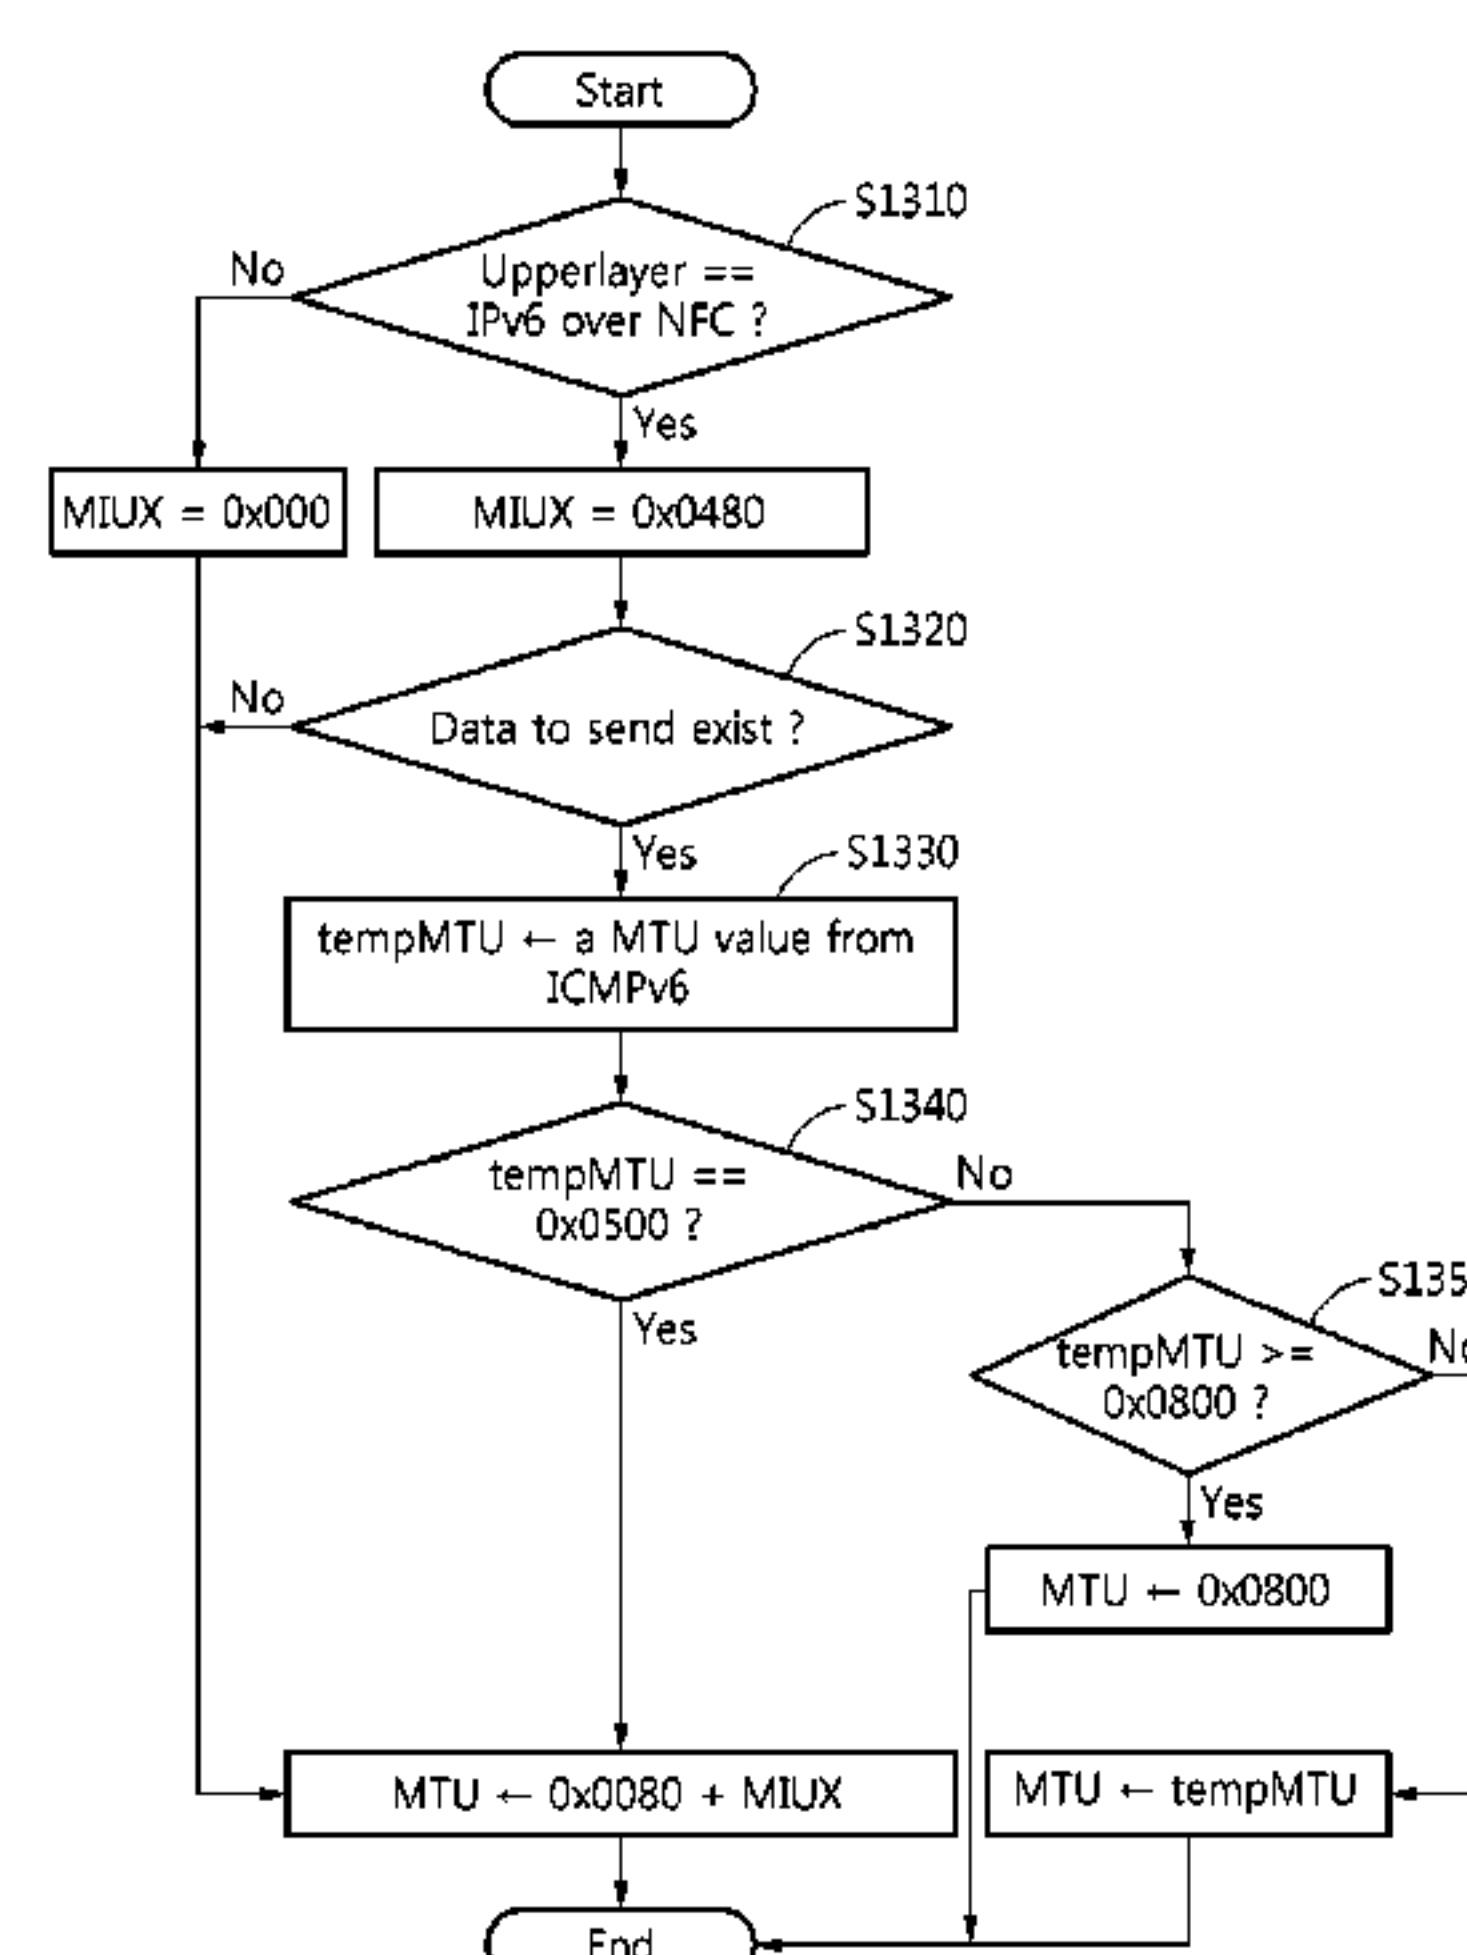 Start
S1310
No
Upperlayer ==
IPv6 over NFC ?
Yes
MIUX = 0x000
MIUX = 0x0480
S1320
No
Data to send exist ?
Yes
S1330
tempMTU ← a MTU value from
ICMPv6
S1340
tempMTU ==
0x0500 ?
No
Yes
S135
tempMTU >=
0x0800 ?
No
Yes
MTU ← 0x0800
MTU ← 0x0080 + MIUX
MTU ← tempMTU
End